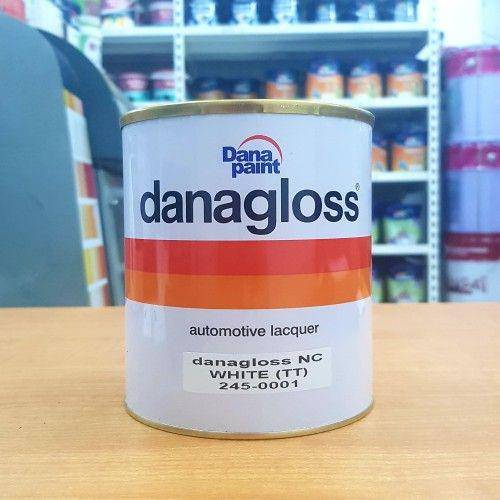 Dana
paint
danagloss®
automotive lacquer
danagloss NC
WHITE (TT)
245-0001